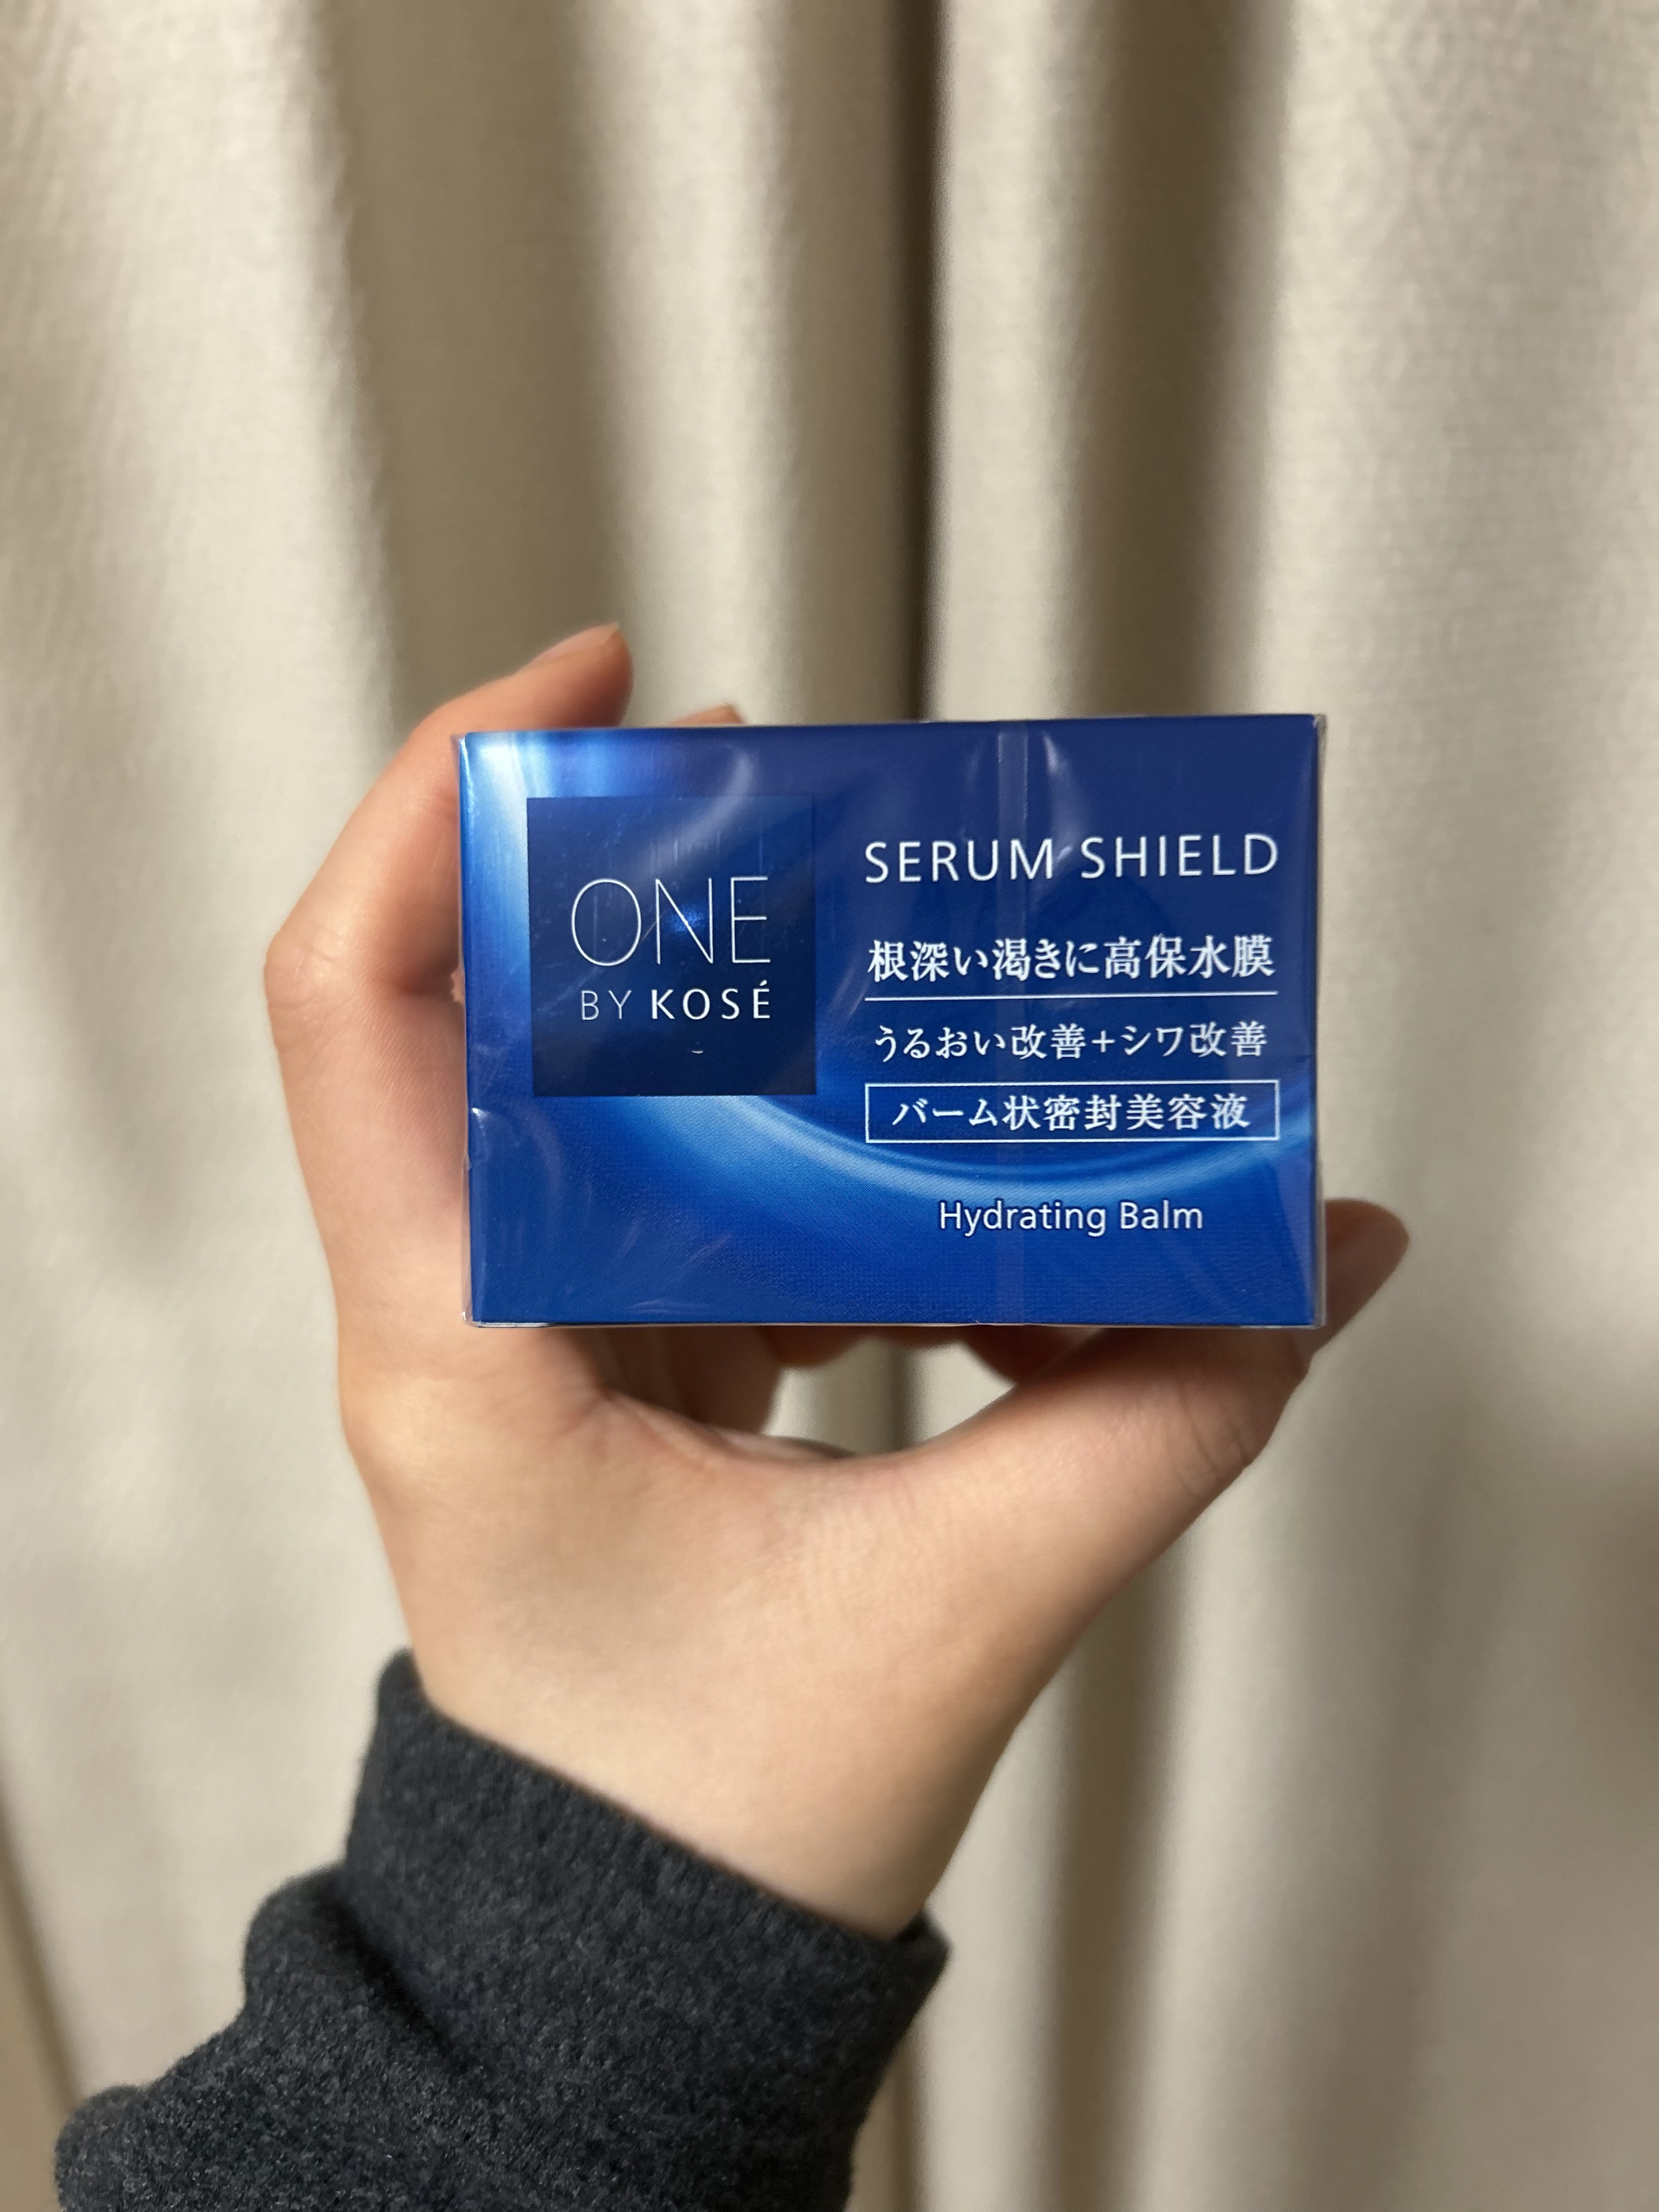 ONE
BY KOSÉ
SERUM SHIELD
根深い渇きに高保水膜
うるおい改善+シワ改善
バーム状密封美容液
Hydrating Balm